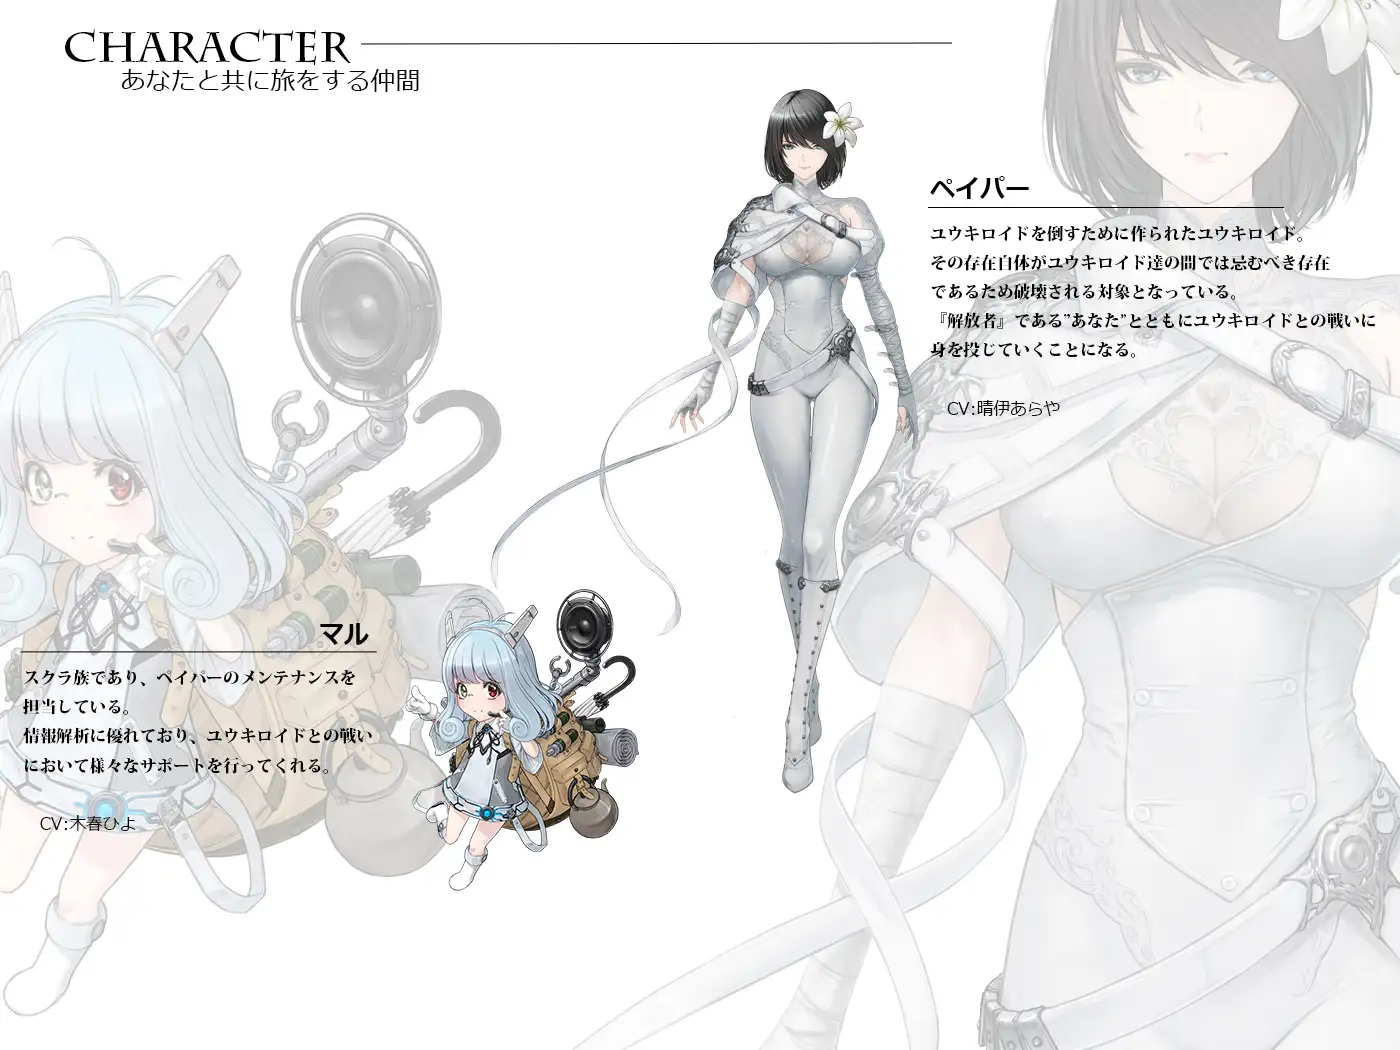 CHARACTER
あなたと共に旅をする仲間
ペイパー
ユウキロイドを倒すために作られたユウキロイド。
その存在自体がユウキロイド達の間では忌むべき存在
であるため破壊される対象となっている。
『解放者』である”あなた”とともにユウキロイドとの戦いに
身を投じていくことになる。
CV:晴伊あらや
マル
スクラ族であり、ペイパーのメンテナンスを
担当している。
情報解析に優れており、ユウキロイドとの戦い
において様々なサポートを行ってくれる。
CV:木春ひよ